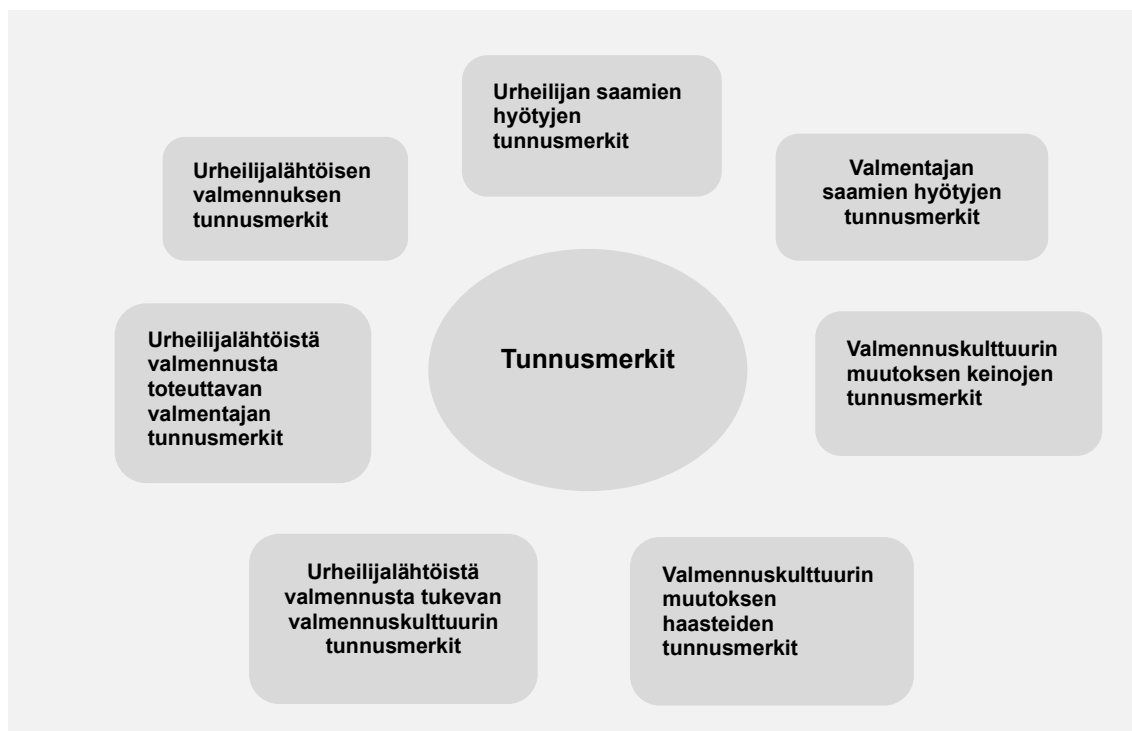 Urheilijan saamien
hyötyjen
tunnusmerkit
Urheilijalähtöisen
valmennuksen
tunnusmerkit
Valmentajan
saamien hyötyjen
tunnusmerkit
Urheilijalähtöistä
valmennusta
toteuttavan
valmentajan
tunnusmerkit
Tunnusmerkit
Valmennuskulttuurin
muutoksen keinojen
tunnusmerkit
Urheilijalähtöistä
valmennusta tukevan
valmennuskulttuurin
tunnusmerkit
Valmennuskulttuurin
muutoksen
haasteiden
tunnusmerkit